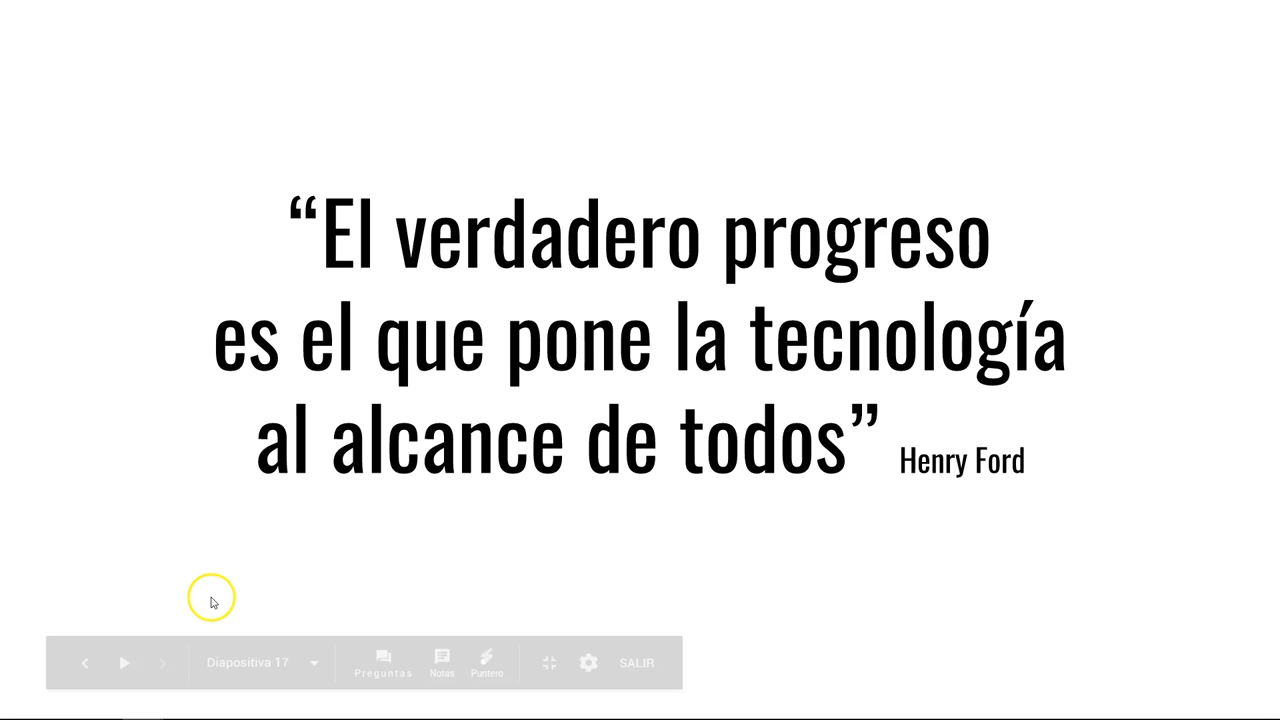 “El verdadero progreso
es el que pone la tecnología
al alcance de todos” Henry Ford
Diapositiva 17
Preguntas
Notas
Puntero
SALIR